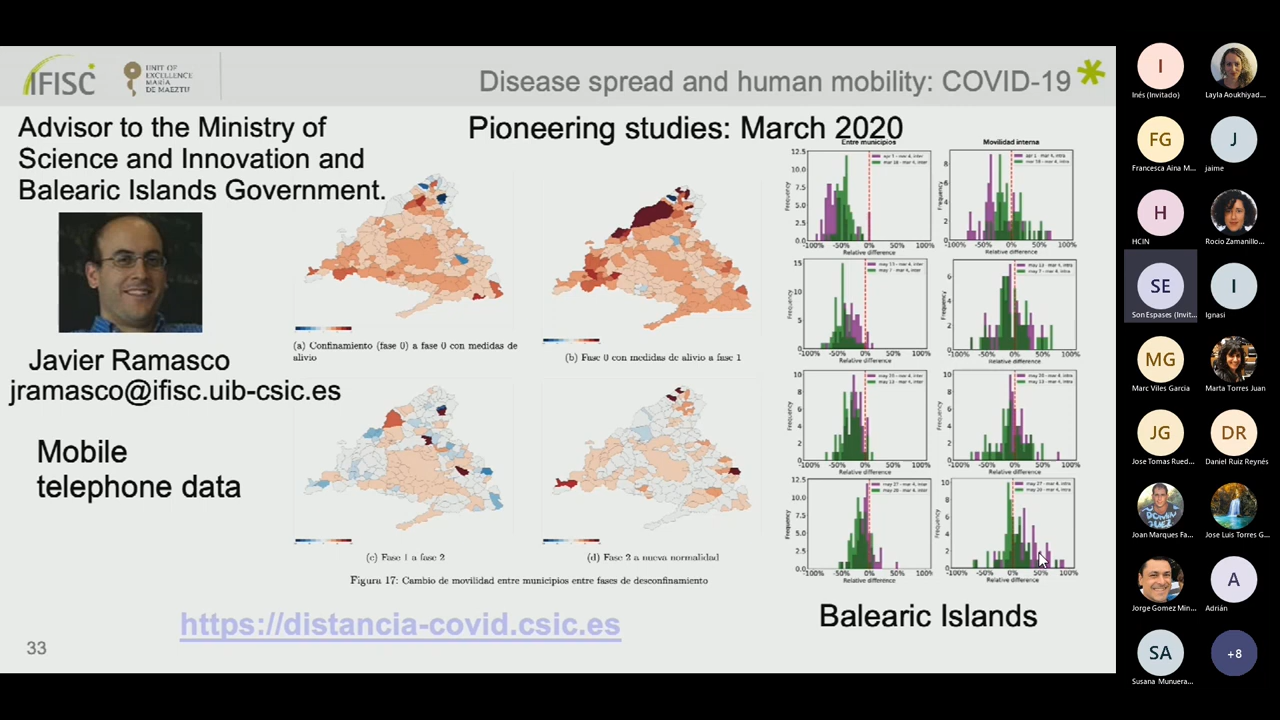 IFISC
UNIT OF
EXCELLENCE
MARÍA
DE MAEZTU
Disease spread and human mobility: COVID-19
Advisor to the Ministry of
Science and Innovation and
Balearic Islands Government.
Pioneering studies: March 2020
Javier Ramasco
jramasco@ifisc.uib-csic.es
Mobile
telephone data
(a) Confinamiento (fase 0) a fase 0 con medidas de
alivio
(b) Fase 0 con medidas de alivio a fase 1
(c) Fase 1 a fase 2
(d) Fase 2 a nueva normalidad
Figura 17: Cambio de movilidad entre municipios entre fases de desconfinamiento
https://distancia-covid.csic.es
33
Entre municipios
Movilidad interna
Frequency
Relative difference
-100% -50% 0% 50% 100%
Balearic Islands
I
Inés (Invitado)
Layla Aoukhiyad...
FG
Francesca Aina M...
J
jaime
H
HCIN
Rocio Zamanillo...
SE
Son Espases (Invit...
I
Ignasi
MG
Marc Viles Garcia
Marta Torres Juan
JG
Jose Tomas Rued...
DR
Daniel Ruiz Reynés
Joan Marques Fa...
Jose Luis Torres G...
Jorge Gomez Min...
A
Adrián
SA
Susana Munuera...
+8